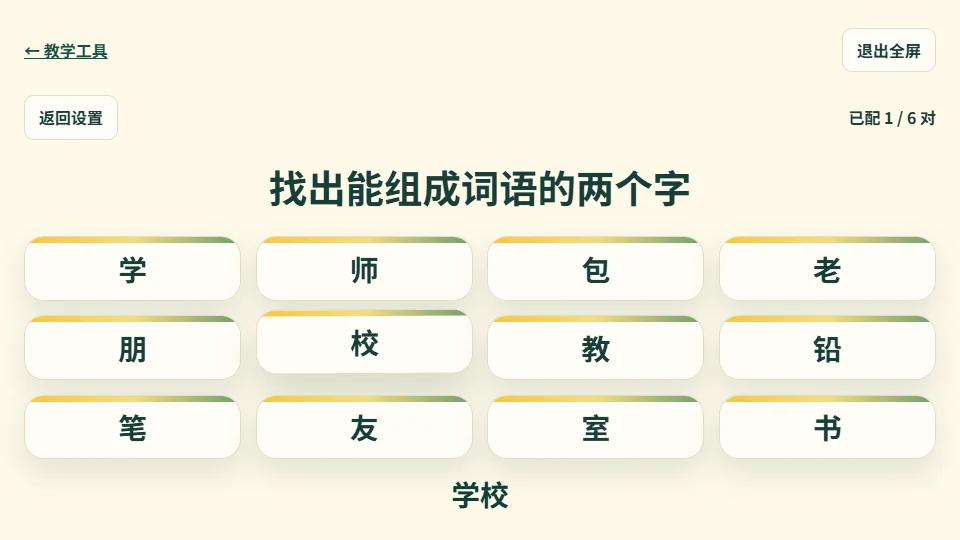 ← 教学工具
退出全屏
返回设置
已配 1 / 6 对
找出能组成词语的两个字
学 师 包 老
朋 校 教 铅
笔 友 室 书
学校